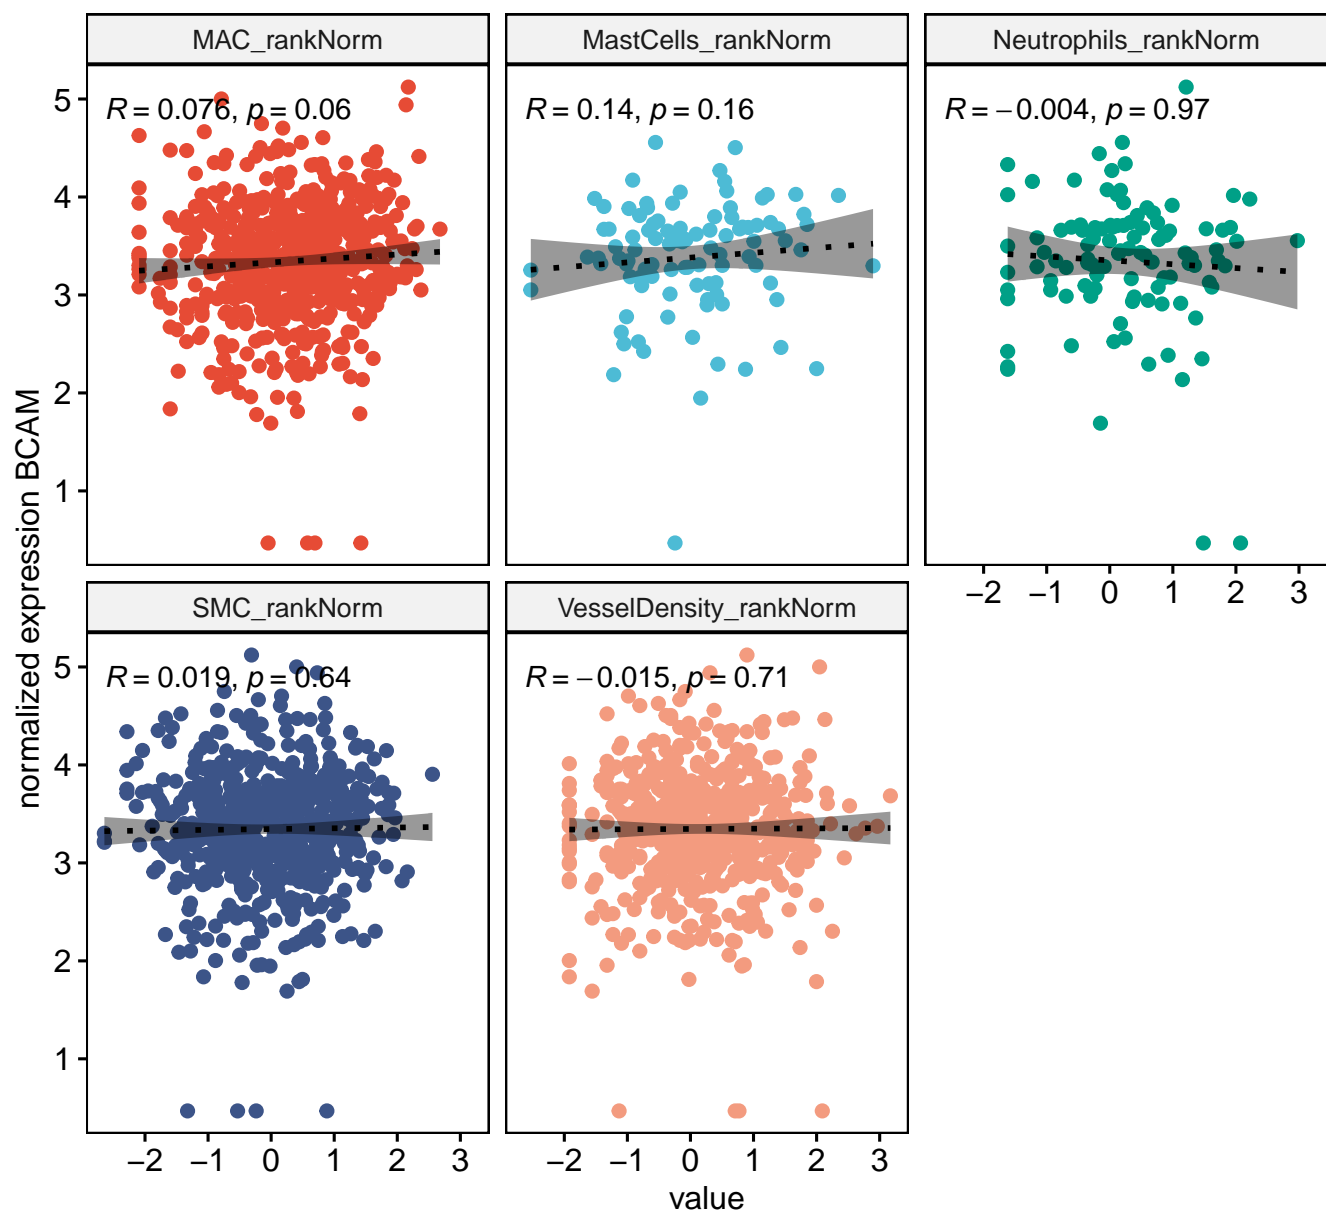 MAC_rankNorm
MastCells_rankNorm
Neutrophils_rankNorm
R = 0.076, p = 0.06
R = 0.14, p = 0.16
R = −0.004, p = 0.97
5
4
3
2
1
−2 −1 0 1 2 3
SMC_rankNorm
VesselDensity_rankNorm
R = 0.019, p = 0.64
R = −0.015, p = 0.71
5
4
3
2
1
−2 −1 0 1 2 3
−2 −1 0 1 2 3
value
normalized expression BCAM